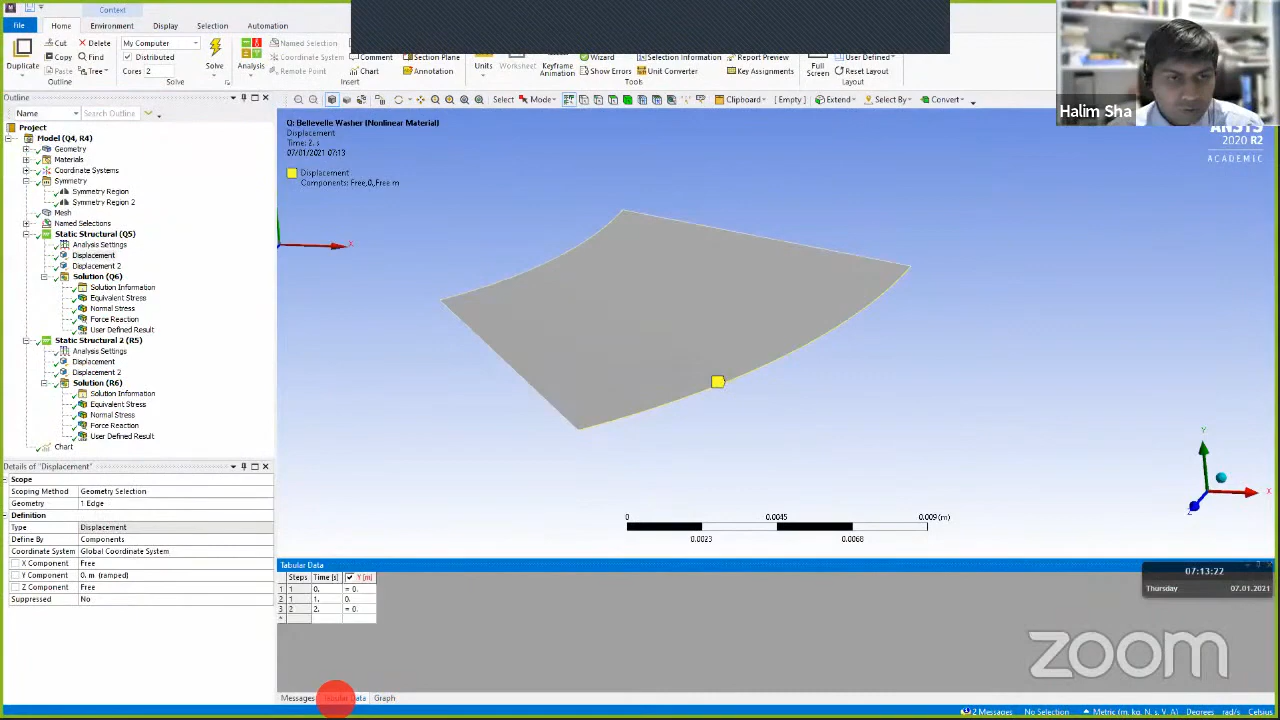 Context
File Home Environment Display Selection Automation
Duplicate Cut Delete My Computer Solve Analysis Named Selection
Copy Find Distributed Coordinate System Comment Section Plane Units Worksheet Keyframe Animation Wizard Selection Information Report Preview Full Screen User Defined
Paste Tree Cores 2 Remote Point Chart Annotation Show Errors Unit Converter Key Assignments Reset Layout
Outline Solve Insert Tools Layout
Outline
Name Search Outline
Select Mode Clipboard [ Empty ] Extend Select By Convert
Halim Sha
ANSYS
2020 R2
ACADEMIC
Project
Model (Q4, R4)
Geometry
Materials
Coordinate Systems
Symmetry
Symmetry Region
Symmetry Region 2
Mesh
Named Selections
Static Structural (Q5)
Analysis Settings
Displacement
Displacement 2
Solution (Q6)
Solution Information
Equivalent Stress
Normal Stress
Force Reaction
User Defined Result
Static Structural 2 (R5)
Analysis Settings
Displacement
Displacement 2
Solution (R6)
Solution Information
Equivalent Stress
Normal Stress
Force Reaction
User Defined Result
Chart
Q: Bellevelle Washer (Nonlinear Material)
Displacement
Time: 2. s
07/01/2021 07:13
Displacement
Components: Free,0.,Free m
X
Y
X
Z
0 0.0045 0.009 (m)
0.0023 0.0068
Details of "Displacement"
Scope
Scoping Method Geometry Selection
Geometry 1 Edge
Definition
Type Displacement
Define By Components
Coordinate System Global Coordinate System
X Component Free
Y Component 0. m (ramped)
Z Component Free
Suppressed No
Tabular Data
Steps Time [s] Y [m]
1 1 0. = 0.
2 1 1. 0.
3 2 2. = 0.
*
07:13:22
Thursday 07.01.2021
zoom
Messages Tabular Data Graph
2 Messages No Selection Metric (m, kg, N, s, V, A) Degrees rad/s Celsius